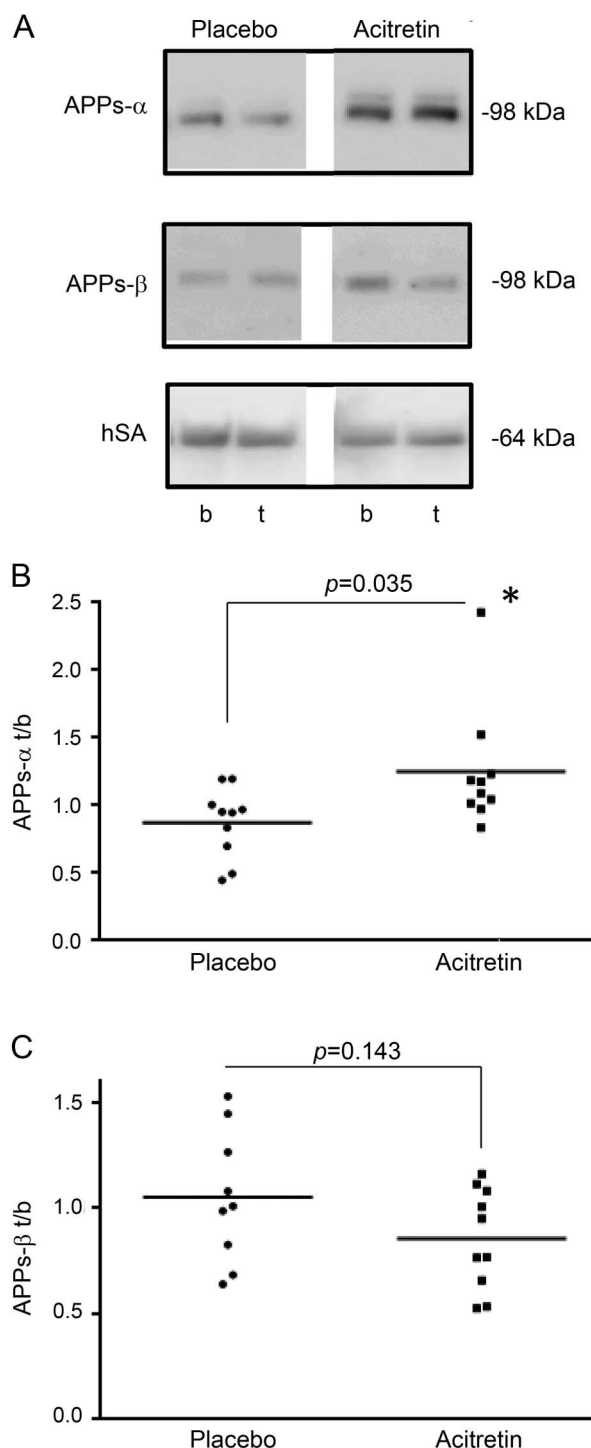 A
Placebo Acitretin
APPs-α -98 kDa
APPs-β -98 kDa
hSA -64 kDa
b t b t
B
p=0.035
*
2.5
2.0
1.5
1.0
0.5
0.0
APPs-α t/b
Placebo Acitretin
C
p=0.143
1.5
1.0
0.5
0.0
APPs-β t/b
Placebo Acitretin